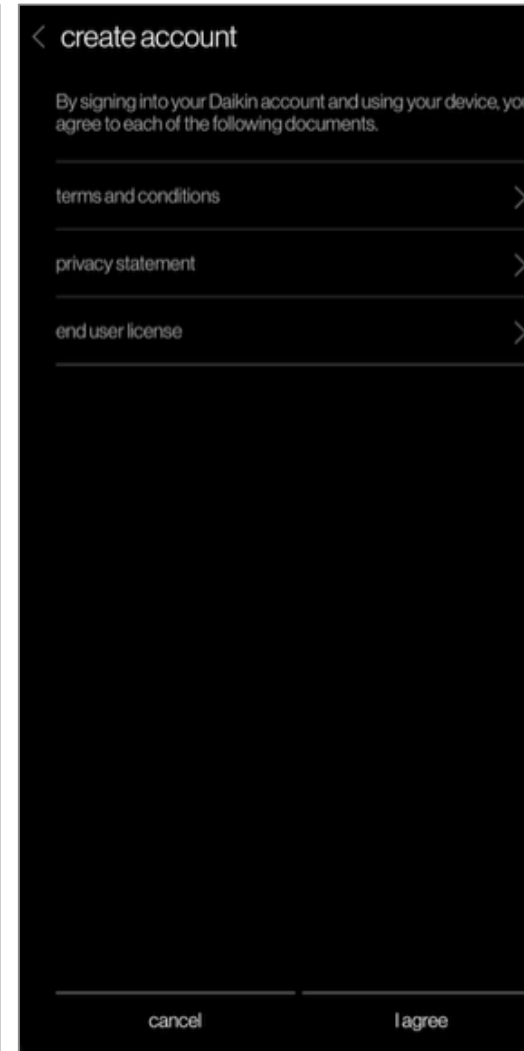 create account
By signing into your Daikin account and using your device, you
agree to each of the following documents.
terms and conditions
privacy statement
end user license
cancel
I agree